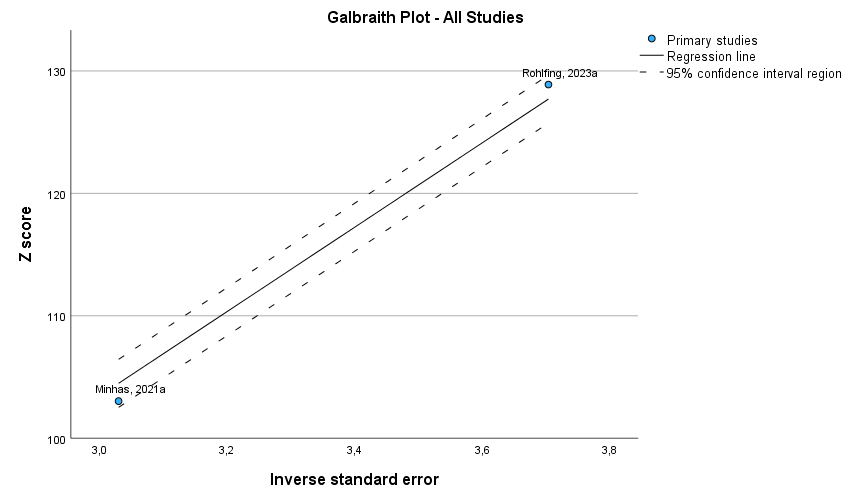 Galbraith Plot - All Studies
Primary studies
Regression line
95% confidence interval region
130
120
110
100
Z score
Rohlfing, 2023a
Minhas, 2021a
3,0
3,2
3,4
3,6
3,8
Inverse standard error